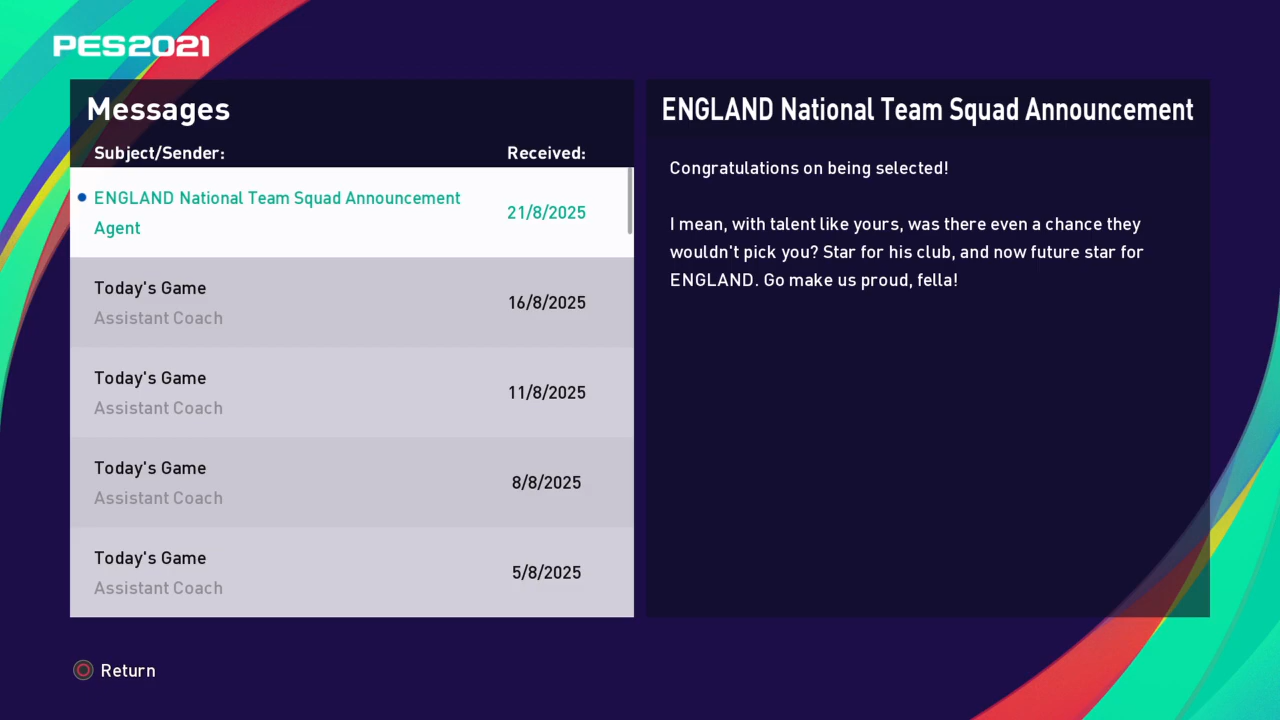 PES2021
Messages
Subject/Sender:
Received:
ENGLAND National Team Squad Announcement
Agent
21/8/2025
Today's Game
Assistant Coach
16/8/2025
Today's Game
Assistant Coach
11/8/2025
Today's Game
Assistant Coach
8/8/2025
Today's Game
Assistant Coach
5/8/2025
ENGLAND National Team Squad Announcement
Congratulations on being selected!
I mean, with talent like yours, was there even a chance they
wouldn't pick you? Star for his club, and now future star for
ENGLAND. Go make us proud, fella!
Return